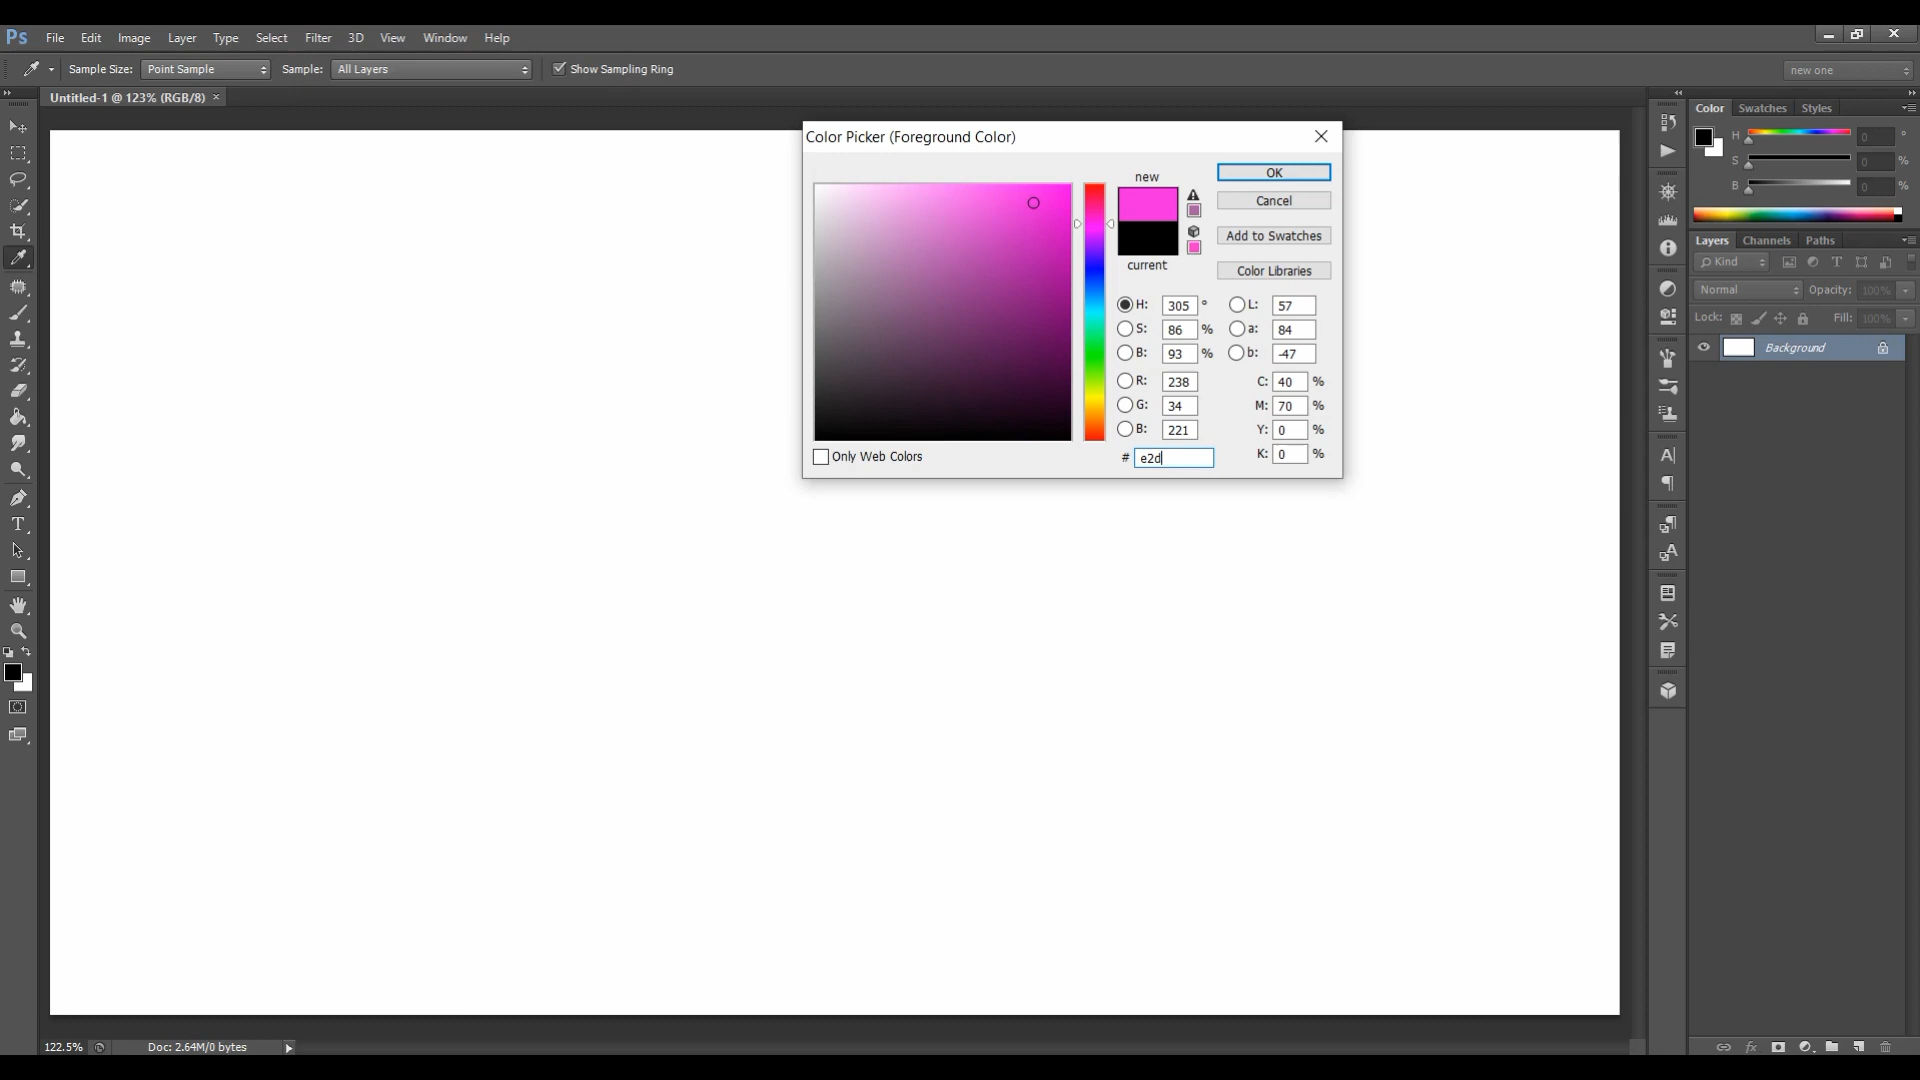 Ps File Edit Image Layer Type Select Filter 3D View Window Help
Sample Size: Point Sample Sample: All Layers Show Sampling Ring new one
Untitled-1 @ 123% (RGB/8) ×
Color Picker (Foreground Color)
new
current
OK
Cancel
Add to Swatches
Color Libraries
H: 305 ° L: 57
S: 86 % a: 84
B: 93 % b: -47
R: 238 C: 40 %
G: 34 M: 70 %
B: 221 Y: 0 %
# e2d K: 0 %
Only Web Colors
Color Swatches Styles
H 0 °
S 0 %
B 0 %
Layers Channels Paths
Kind
Normal Opacity: 100%
Lock: Fill: 100%
Background
122.5% Doc: 2.64M/0 bytes